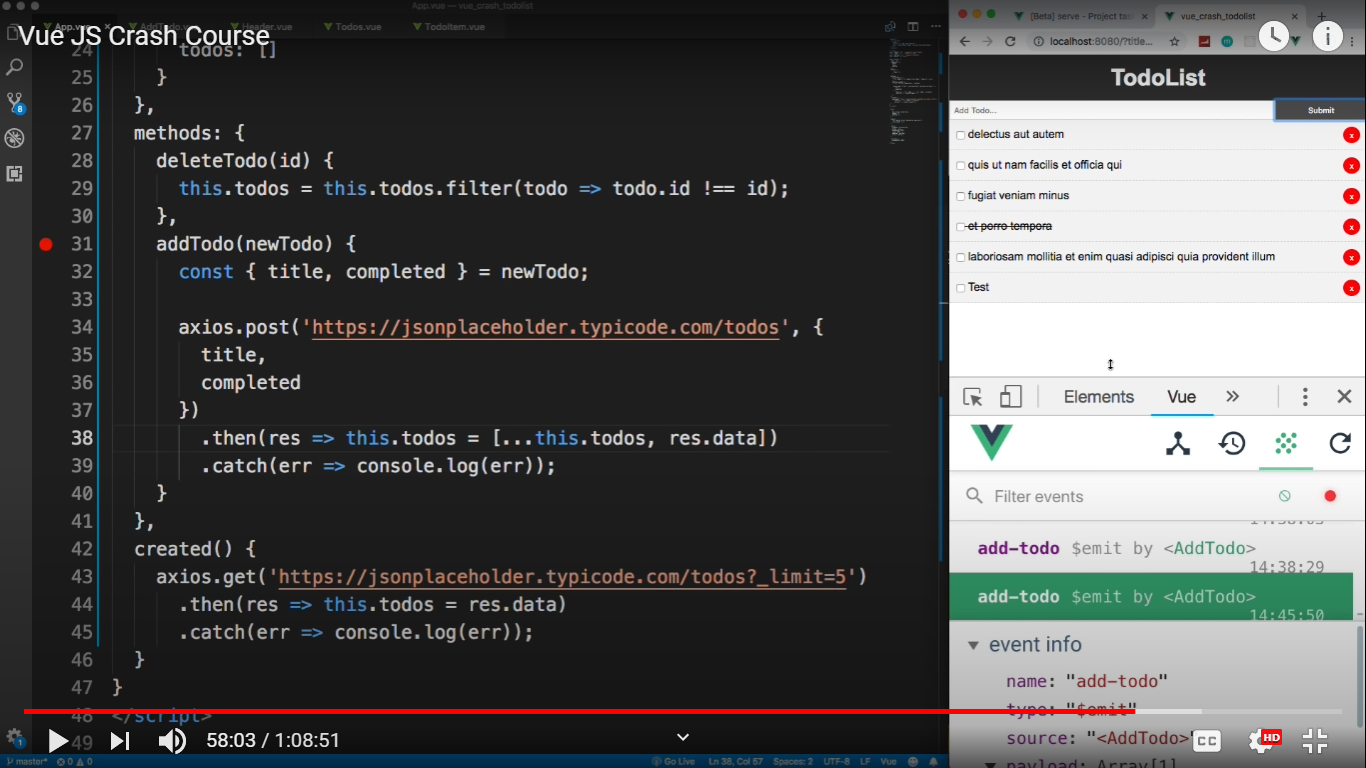 App.vue — vue_crash_todolist
Vue JS Crash Course
App.vue AddTodo.vue Header.vue Todos.vue TodoItem.vue
24 todos: []
25 }
26 },
27 methods: {
28 deleteTodo(id) {
29 this.todos = this.todos.filter(todo => todo.id !== id);
30 },
31 addTodo(newTodo) {
32 const { title, completed } = newTodo;
33
34 axios.post('https://jsonplaceholder.typicode.com/todos', {
35 title,
36 completed
37 })
38 .then(res => this.todos = [...this.todos, res.data])
39 .catch(err => console.log(err));
40 }
41 },
42 created() {
43 axios.get('https://jsonplaceholder.typicode.com/todos?_limit=5')
44 .then(res => this.todos = res.data)
45 .catch(err => console.log(err));
46 }
47 }
48 </script>
49
8
1
58:03 / 1:08:51
master* 0 0
Go Live Ln 38, Col 57 Spaces: 2 UTF-8 LF Vue
[Beta] serve - Project tas
vue_crash_todolist
localhost:8080/?title...
TodoList
Add Todo... Submit
delectus aut autem x
quis ut nam facilis et officia qui x
fugiat veniam minus x
et porro tempora x
laboriosam mollitia et enim quasi adipisci quia provident illum x
Test x
Elements Vue »
Filter events
14:38:03
add-todo $emit by <AddTodo>
14:38:29
add-todo $emit by <AddTodo>
14:45:50
event info
name: "add-todo"
type: "$emit"
source: "<AddTodo>"
payload: Array[1]
CC HD